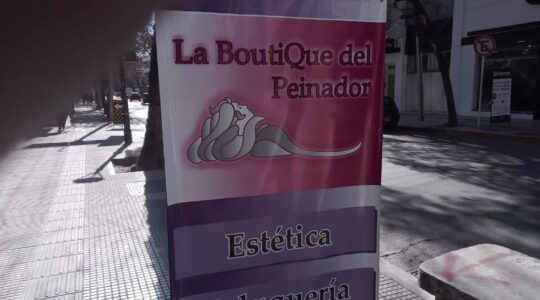 La BoutiQue del
Peinador
Estética